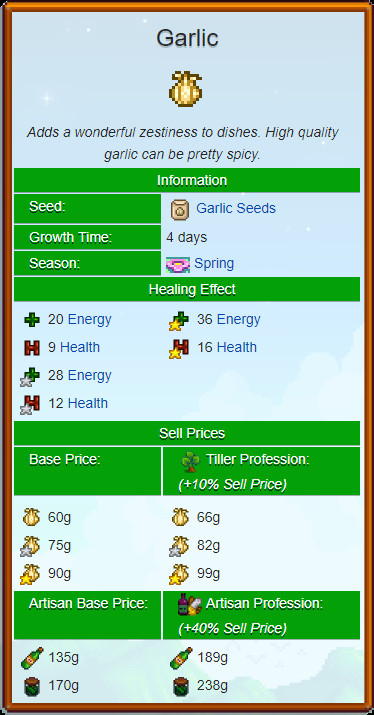 Garlic
Adds a wonderful zestiness to dishes. High quality
garlic can be pretty spicy.
Information
Seed: Garlic Seeds
Growth Time: 4 days
Season: Spring
Healing Effect
20 Energy 36 Energy
9 Health 16 Health
28 Energy
12 Health
Sell Prices
Base Price: Tiller Profession:
(+10% Sell Price)
60g 66g
75g 82g
90g 99g
Artisan Base Price: Artisan Profession:
(+40% Sell Price)
135g 189g
170g 238g